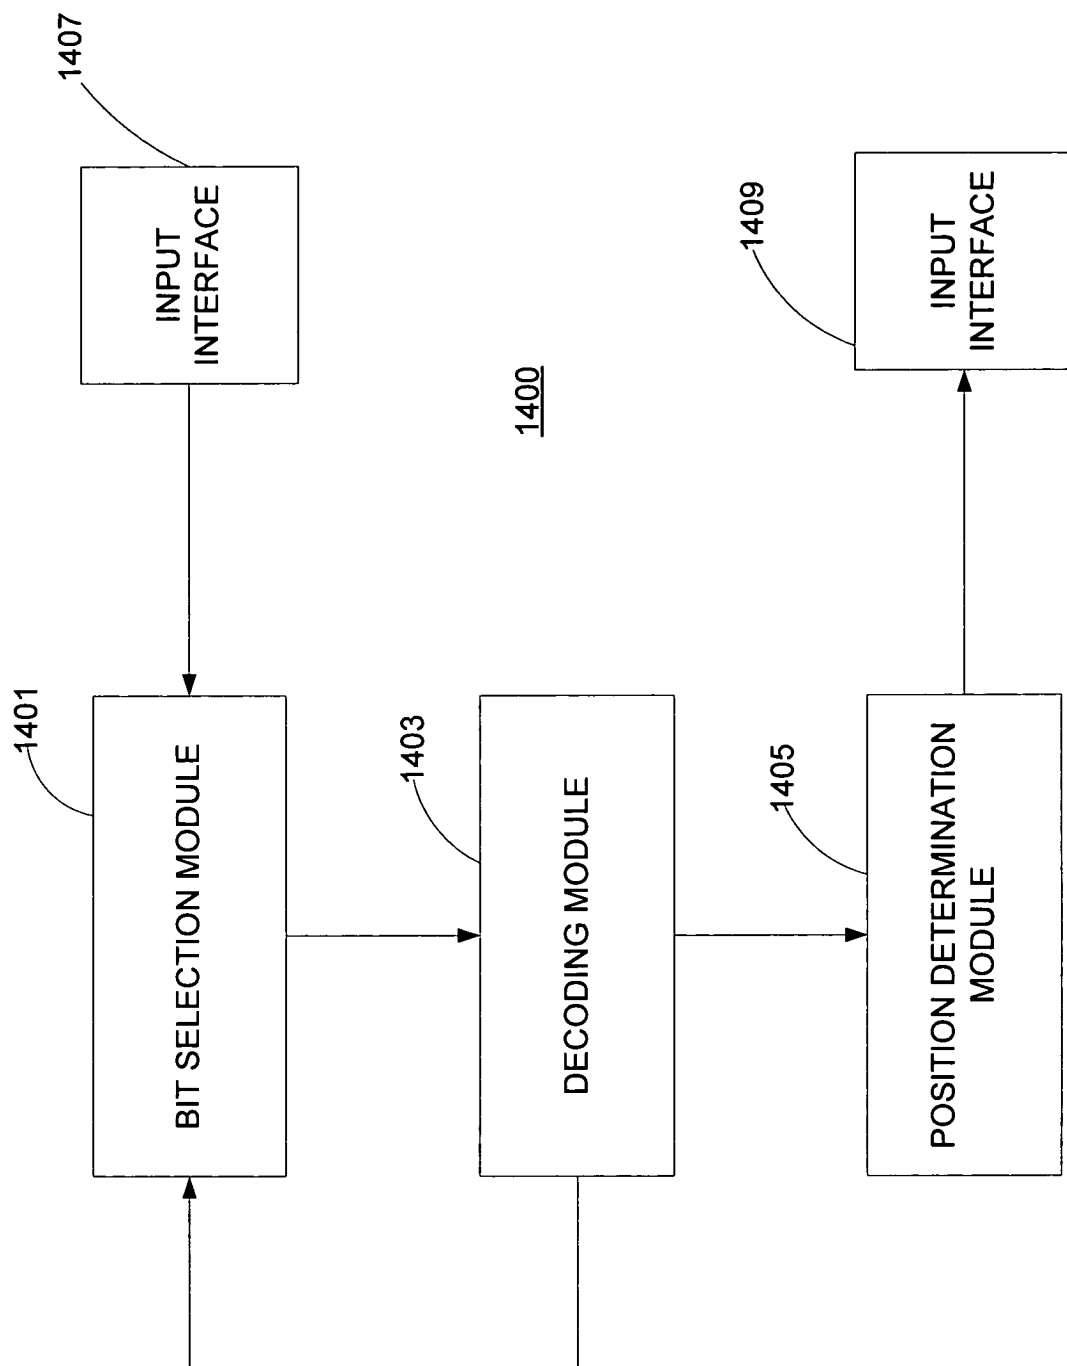 1407
INPUT
INTERFACE
1401
BIT SELECTION MODULE
1400
1403
DECODING MODULE
1409
INPUT
INTERFACE
1405
POSITION DETERMINATION
MODULE